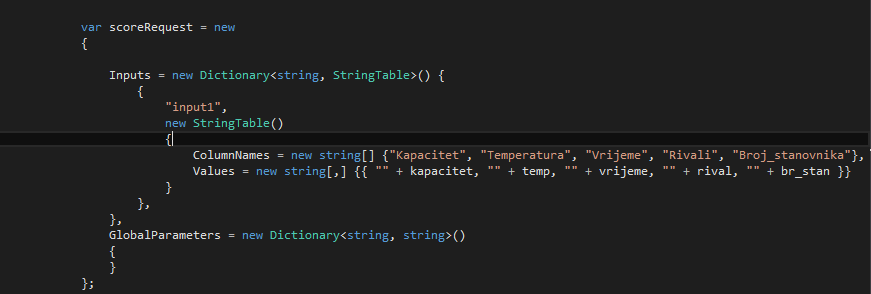 var scoreRequest = new
{
Inputs = new Dictionary<string, StringTable>() {
{
"input1",
new StringTable()
{
ColumnNames = new string[] {"Kapacitet", "Temperatura", "Vrijeme", "Rivali", "Broj_stanovnika"},
Values = new string[,] {{ "" + kapacitet, "" + temp, "" + vrijeme, "" + rival, "" + br_stan }}
}
},
},
GlobalParameters = new Dictionary<string, string>()
{
}
};